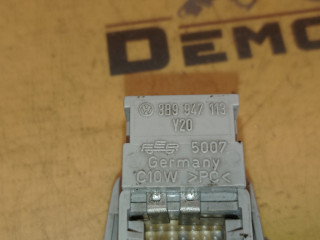 DEMO
3B9 947 113
Y20
5007
Germany
C10W >PC<